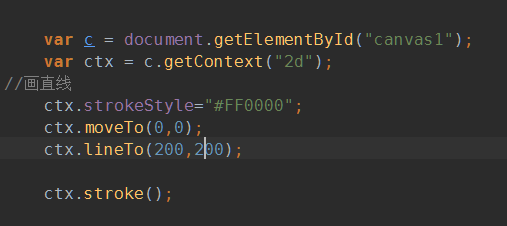 var c = document.getElementById("canvas1");
var ctx = c.getContext("2d");
//画直线
ctx.strokeStyle="#FF0000";
ctx.moveTo(0,0);
ctx.lineTo(200,200);
ctx.stroke();